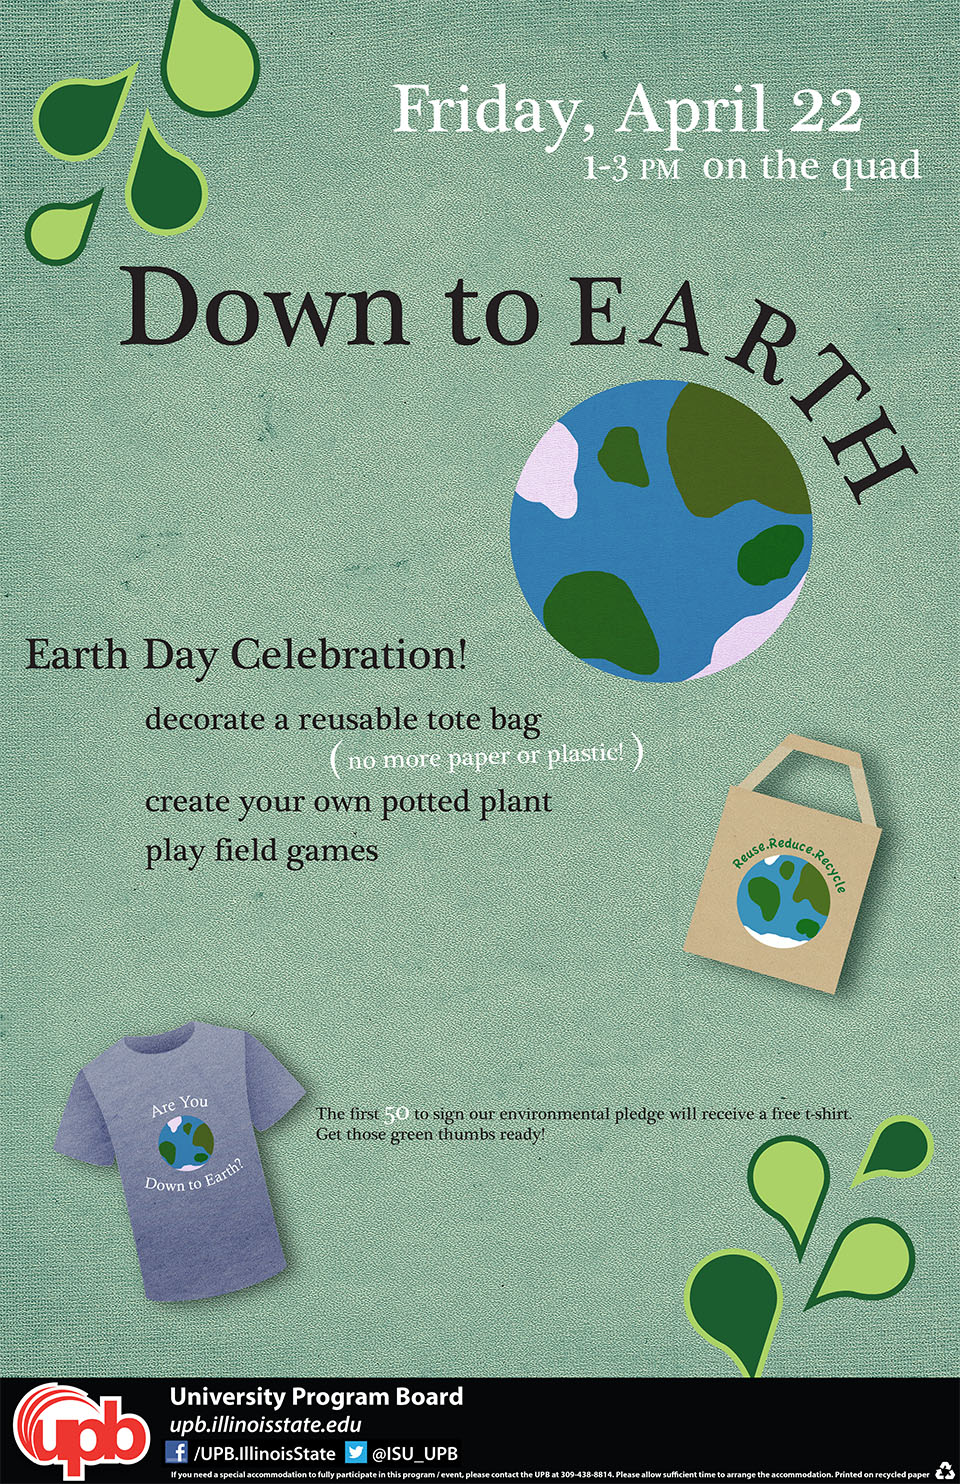 Friday, April 22
1-3 PM on the quad
Down to EARTH
Earth Day Celebration!
decorate a reusable tote bag
(no more paper or plastic!)
create your own potted plant
play field games
Reuse.Reduce.Recycle
Are You
Down to Earth?
The first 50 to sign our environmental pledge will receive a free t-shirt.
Get those green thumbs ready!
upb
University Program Board
upb.illinoisstate.edu
/UPB.IllinoisState @ISU_UPB
If you need a special accommodation to fully participate in this program / event, please contact the UPB at 309-438-8814. Please allow sufficient time to arrange the accommodation. Printed on recycled paper